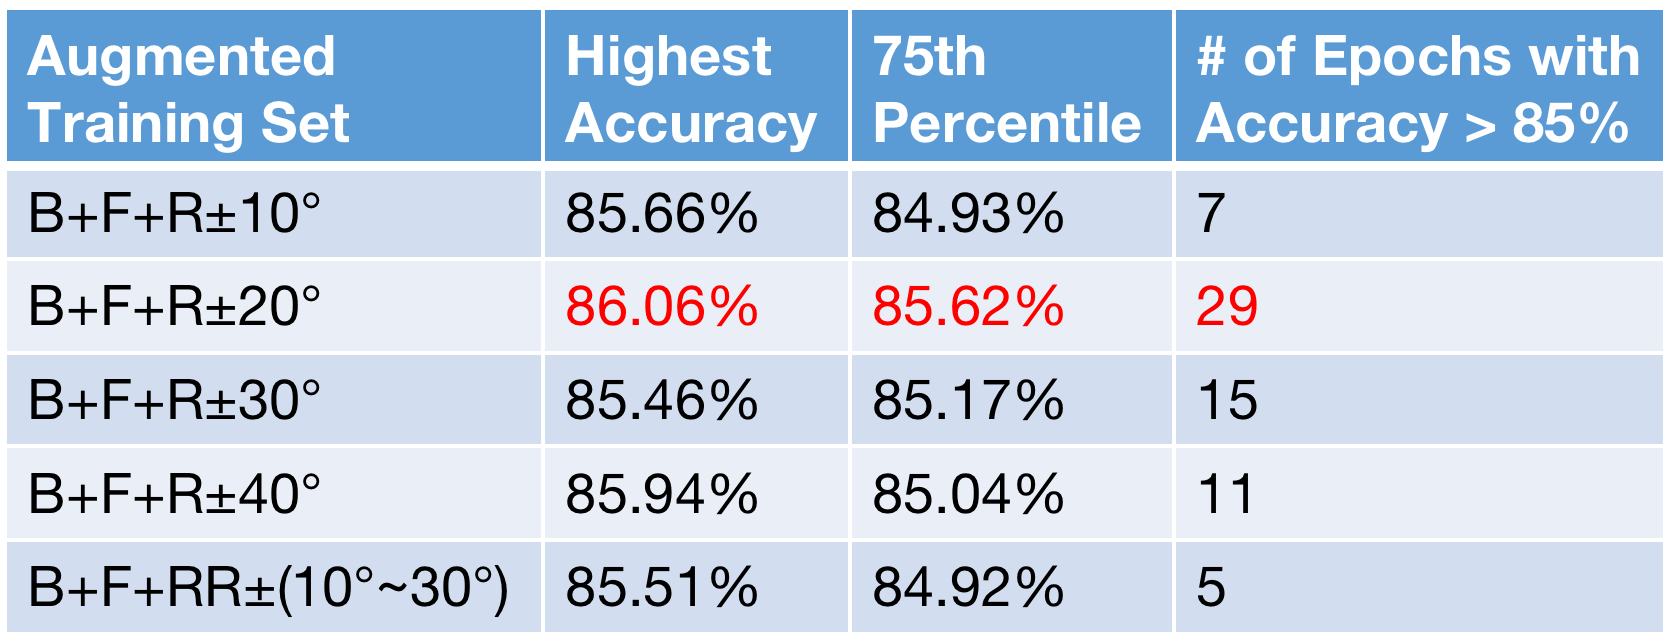 Augmented Training Set Highest Accuracy 75th Percentile # of Epochs with Accuracy > 85%
B+F+R±10° 85.66% 84.93% 7
B+F+R±20° 86.06% 85.62% 29
B+F+R±30° 85.46% 85.17% 15
B+F+R±40° 85.94% 85.04% 11
B+F+RR±(10°~30°) 85.51% 84.92% 5